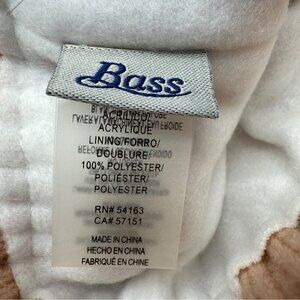 Bass
ACRÍLICO/
ACRYLIQUE
LINING/FORRO/
DOUBLURE:
100% POLYESTER/
POLIÉSTER/
POLYESTER
RN# 54163
CA# 57151
MADE IN CHINA
HECHO EN CHINA
FABRIQUÉ EN CHINE